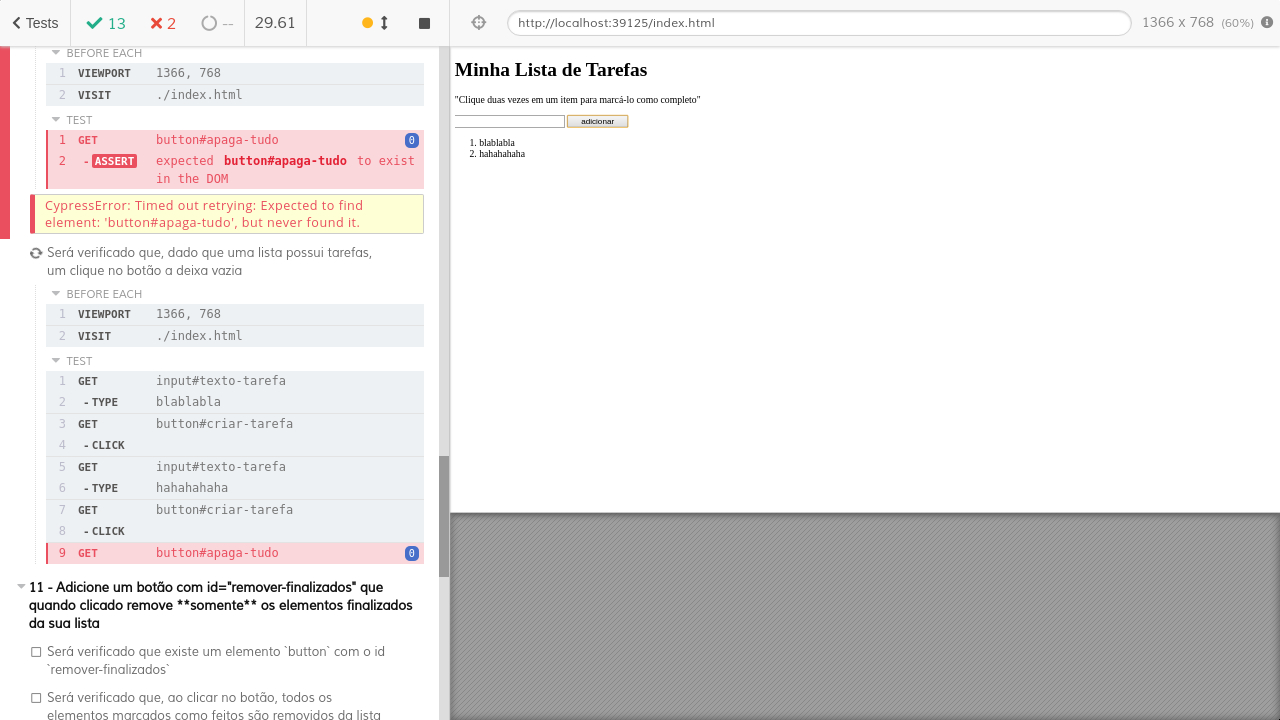 Tests 13 2 -- 29.61
http://localhost:39125/index.html 1366 x 768 (60%)
BEFORE EACH
1 VIEWPORT 1366, 768
2 VISIT ./index.html
TEST
1 GET button#apaga-tudo 0
2 -ASSERT expected button#apaga-tudo to exist
in the DOM
CypressError: Timed out retrying: Expected to find
element: 'button#apaga-tudo', but never found it.
Será verificado que, dado que uma lista possui tarefas,
um clique no botão a deixa vazia
BEFORE EACH
1 VIEWPORT 1366, 768
2 VISIT ./index.html
TEST
1 GET input#texto-tarefa
2 -TYPE blablabla
3 GET button#criar-tarefa
4 -CLICK
5 GET input#texto-tarefa
6 -TYPE hahahahaha
7 GET button#criar-tarefa
8 -CLICK
9 GET button#apaga-tudo 0
11 - Adicione um botão com id="remover-finalizados" que
quando clicado remove **somente** os elementos finalizados
da sua lista
Será verificado que existe um elemento `button` com o id
`remover-finalizados`
Será verificado que, ao clicar no botão, todos os
elementos marcados como feitos são removidos da lista
Minha Lista de Tarefas
"Clique duas vezes em um item para marcá-lo como completo"
adicionar
1. blablabla
2. hahahahaha